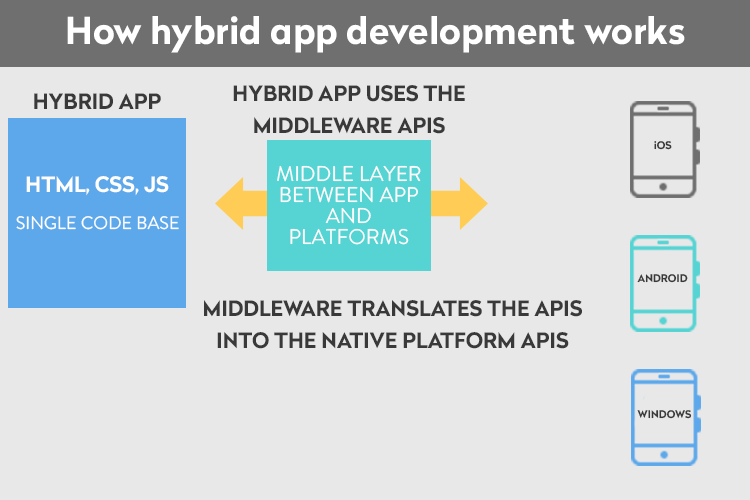 How hybrid app development works
HYBRID APP
HTML, CSS, JS
SINGLE CODE BASE
HYBRID APP USES THE
MIDDLEWARE APIS
MIDDLE LAYER
BETWEEN APP
AND
PLATFORMS
MIDDLEWARE TRANSLATES THE APIS
INTO THE NATIVE PLATFORM APIS
iOS
ANDROID
WINDOWS